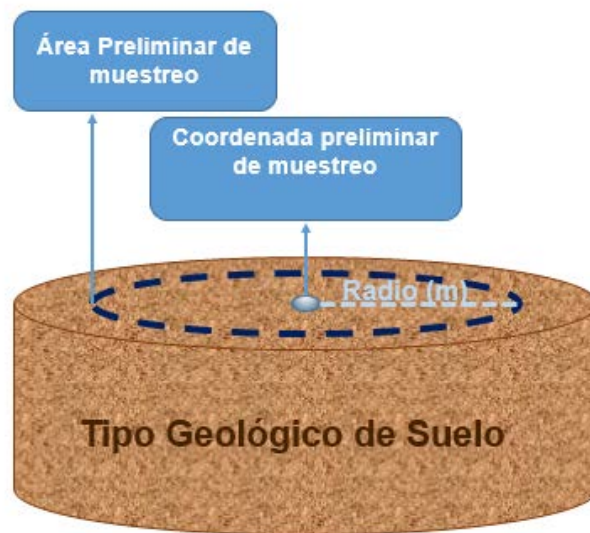 Área Preliminar de
muestreo
Coordenada preliminar
de muestreo
Radio (m)
Tipo Geológico de Suelo